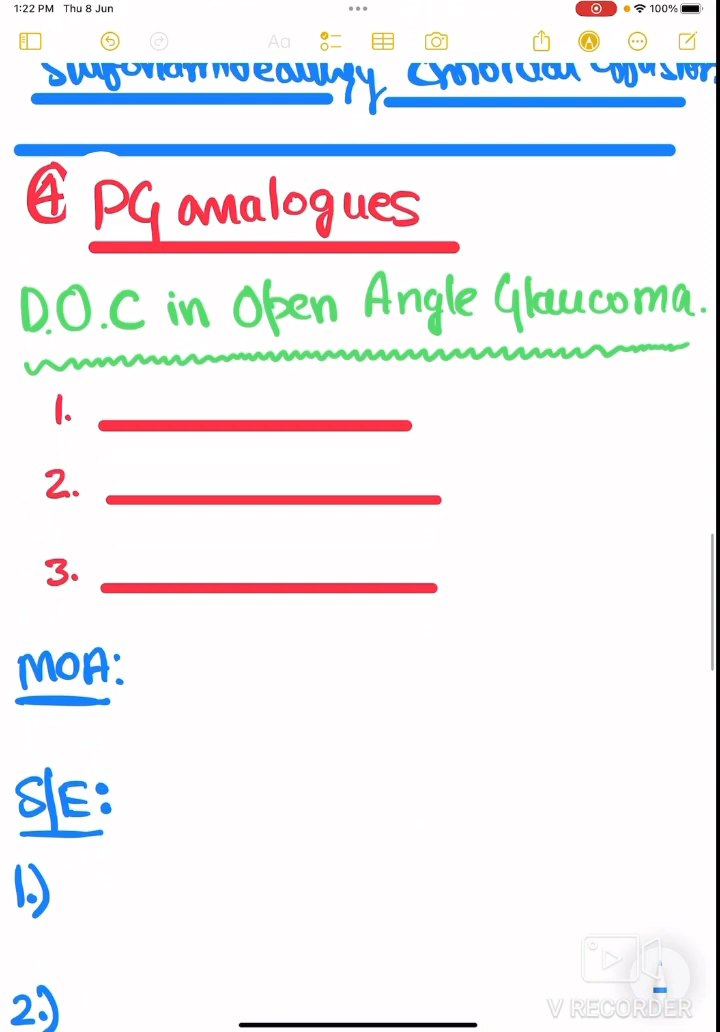 1:22 PM Thu 8 Jun 100%
Aa
④ PG analogues
D.O.C in Open Angle Glaucoma.
1.
2.
3.
MOA:
S/E:
1.)
2.)
V RECORDER